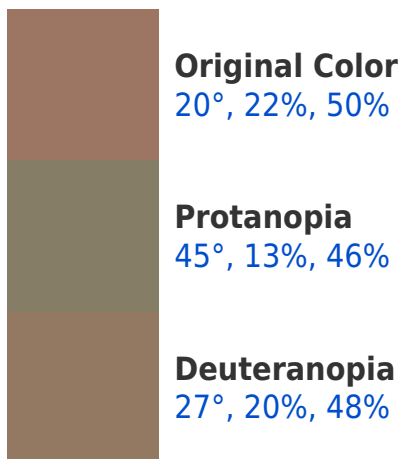 Original Color
20°, 22%, 50%
Protanopia
45°, 13%, 46%
Deuteranopia
27°, 20%, 48%